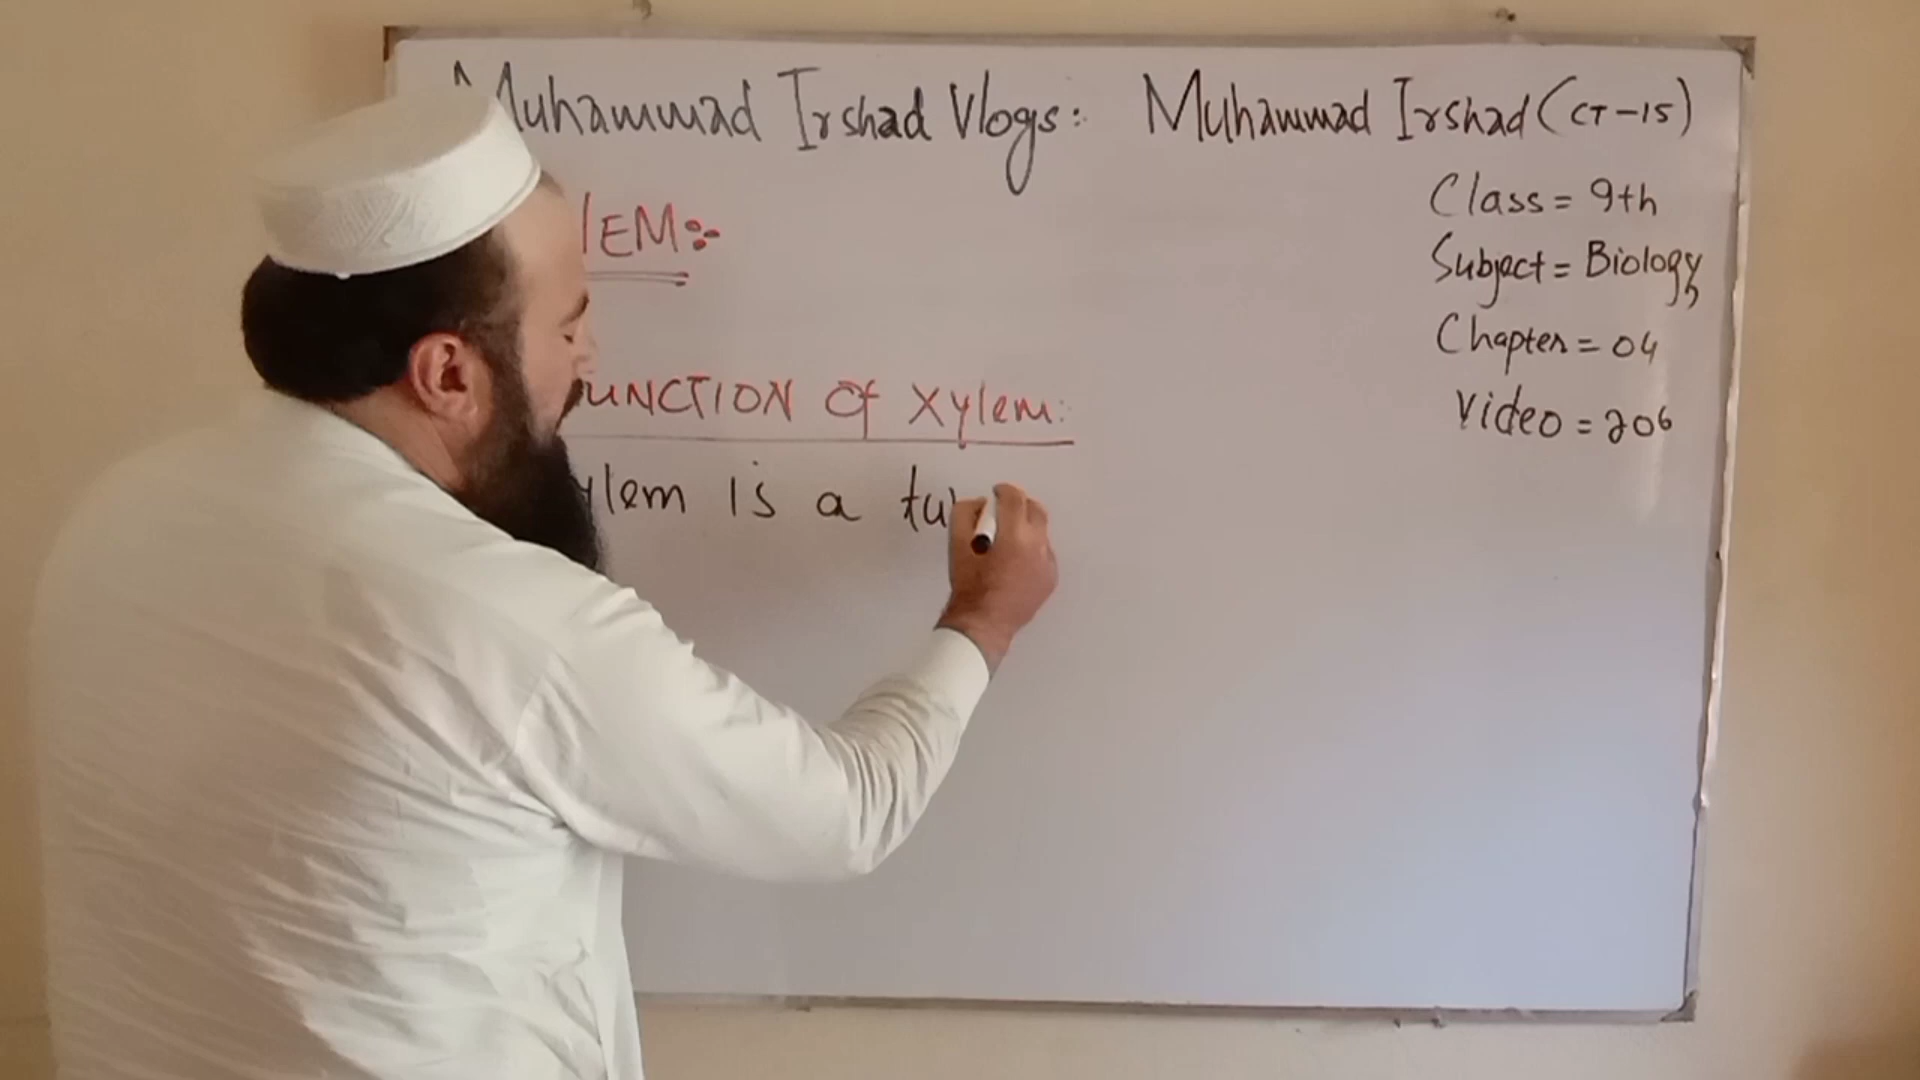 Muhammad Irshad Vlogs: Muhammad Irshad (CT-15)
Class = 9th
Subject = Biology
Chapter = 04
Video = 206
LEM:-
UNCTION Of Xylem:
ylem is a tu